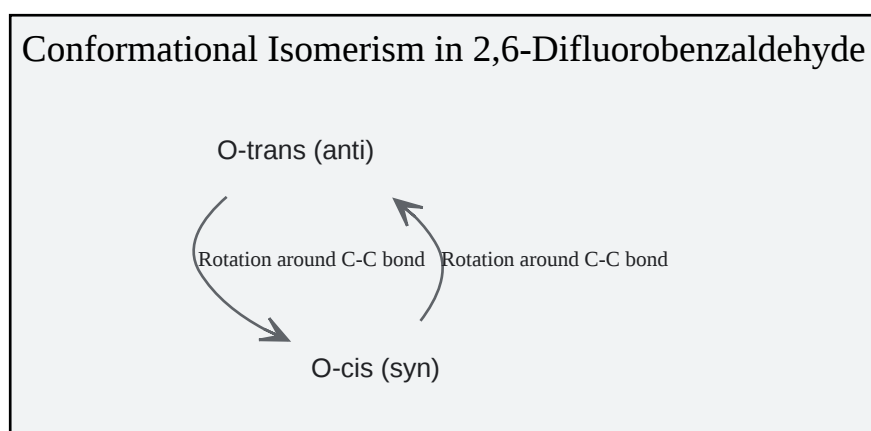 Conformational Isomerism in 2,6-Difluorobenzaldehyde
O-trans (anti)
Rotation around C-C bond
Rotation around C-C bond
O-cis (syn)